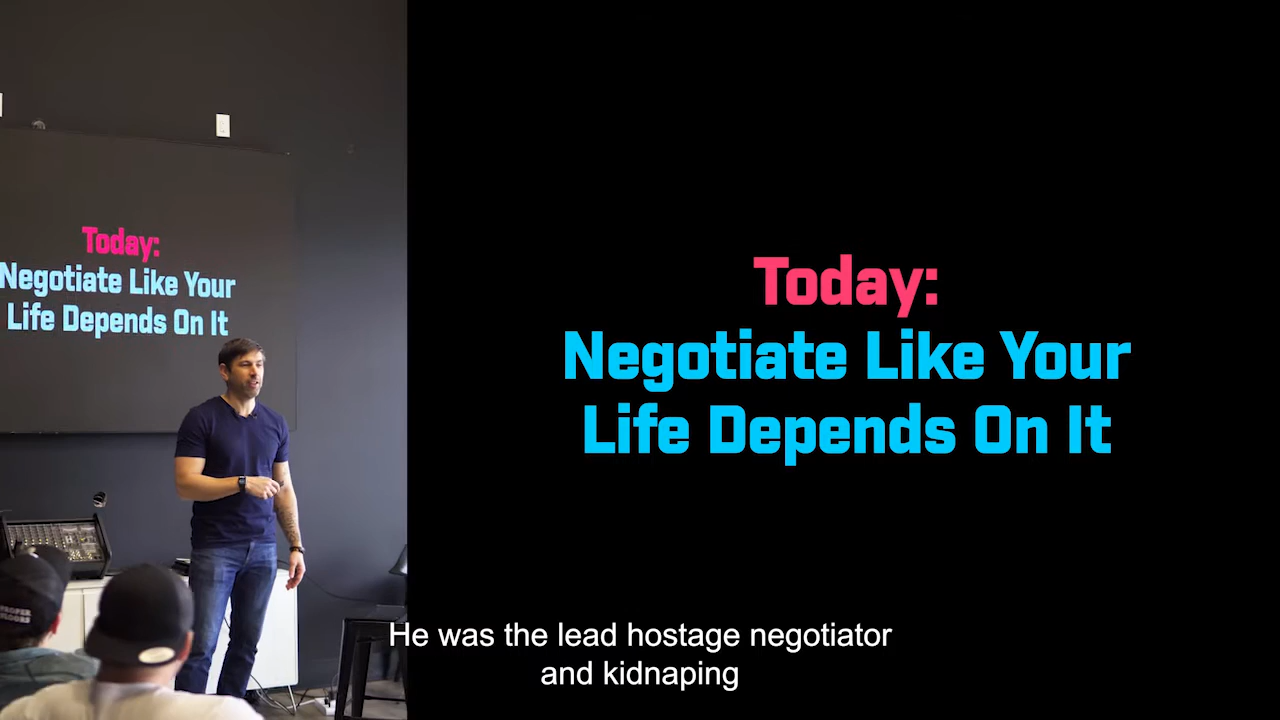 Today:
Negotiate Like Your
Life Depends On It
Today:
Negotiate Like Your
Life Depends On It
PROPER
He was the lead hostage negotiator
and kidnaping